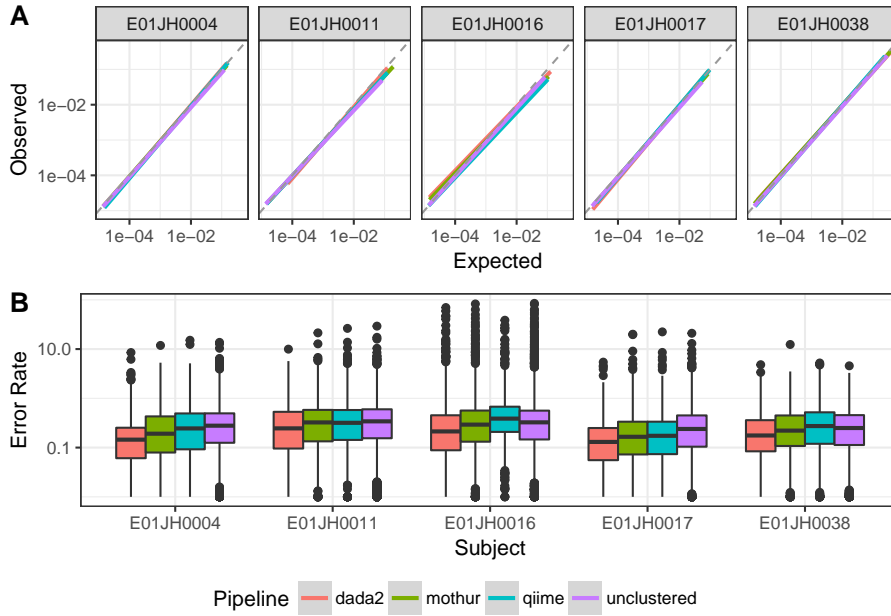 A
E01JH0004 E01JH0011 E01JH0016 E01JH0017 E01JH0038
Observed
1e−02
1e−04
1e−04 1e−02 1e−04 1e−02 1e−04 1e−02 1e−04 1e−02 1e−04 1e−02
Expected
B
Error Rate
10.0
0.1
E01JH0004 E01JH0011 E01JH0016 E01JH0017 E01JH0038
Subject
Pipeline dada2 mothur qiime unclustered